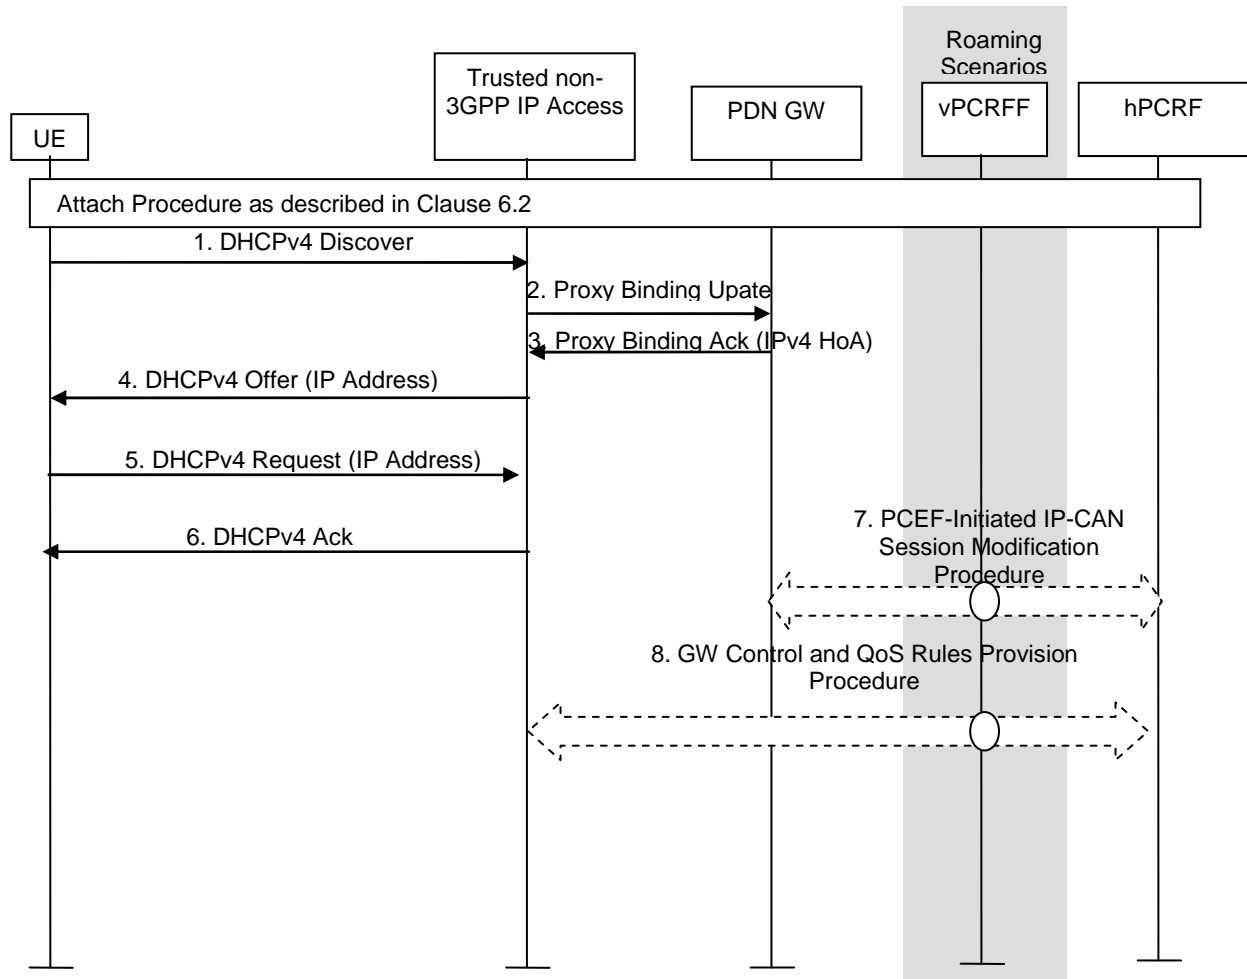 Roaming
Scenarios
Trusted non-
3GPP IP Access
PDN GW
vPCRFF
hPCRF
UE
Attach Procedure as described in Clause 6.2
1. DHCPv4 Discover
2. Proxy Binding Upate
3. Proxy Binding Ack (IPv4 HoA)
4. DHCPv4 Offer (IP Address)
5. DHCPv4 Request (IP Address)
6. DHCPv4 Ack
7. PCEF-Initiated IP-CAN
Session Modification
Procedure
8. GW Control and QoS Rules Provision
Procedure